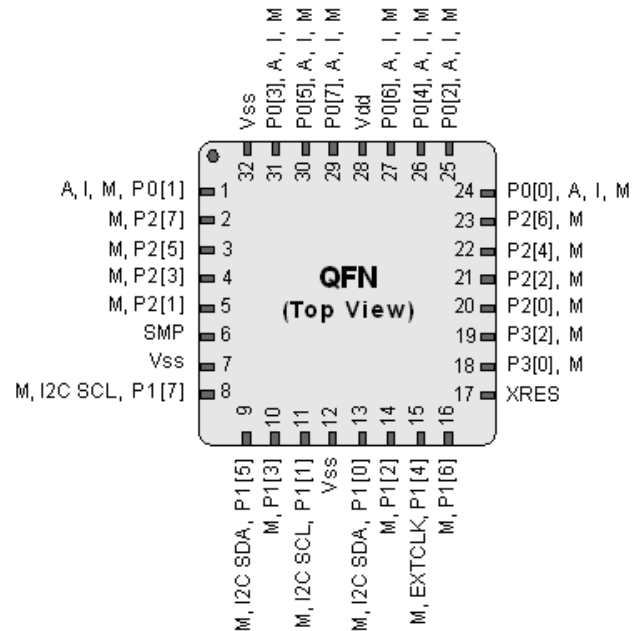 Vss
P0[3], A, I, M
P0[5], A, I, M
P0[7], A, I, M
Vdd
P0[6], A, I, M
P0[4], A, I, M
P0[2], A, I, M
32
31
30
29
28
27
26
25
A, I, M, P0[1] 1
M, P2[7] 2
M, P2[5] 3
M, P2[3] 4
M, P2[1] 5
SMP 6
Vss 7
M, I2C SCL, P1[7] 8
QFN
(Top View)
24 P0[0], A, I, M
23 P2[6], M
22 P2[4], M
21 P2[2], M
20 P2[0], M
19 P3[2], M
18 P3[0], M
17 XRES
9
10
11
12
13
14
15
16
M, I2C SDA, P1[5]
M, P1[3]
M, I2C SCL, P1[1]
Vss
M, I2C SDA, P1[0]
M, P1[2]
M, EXTCLK, P1[4]
M, P1[6]